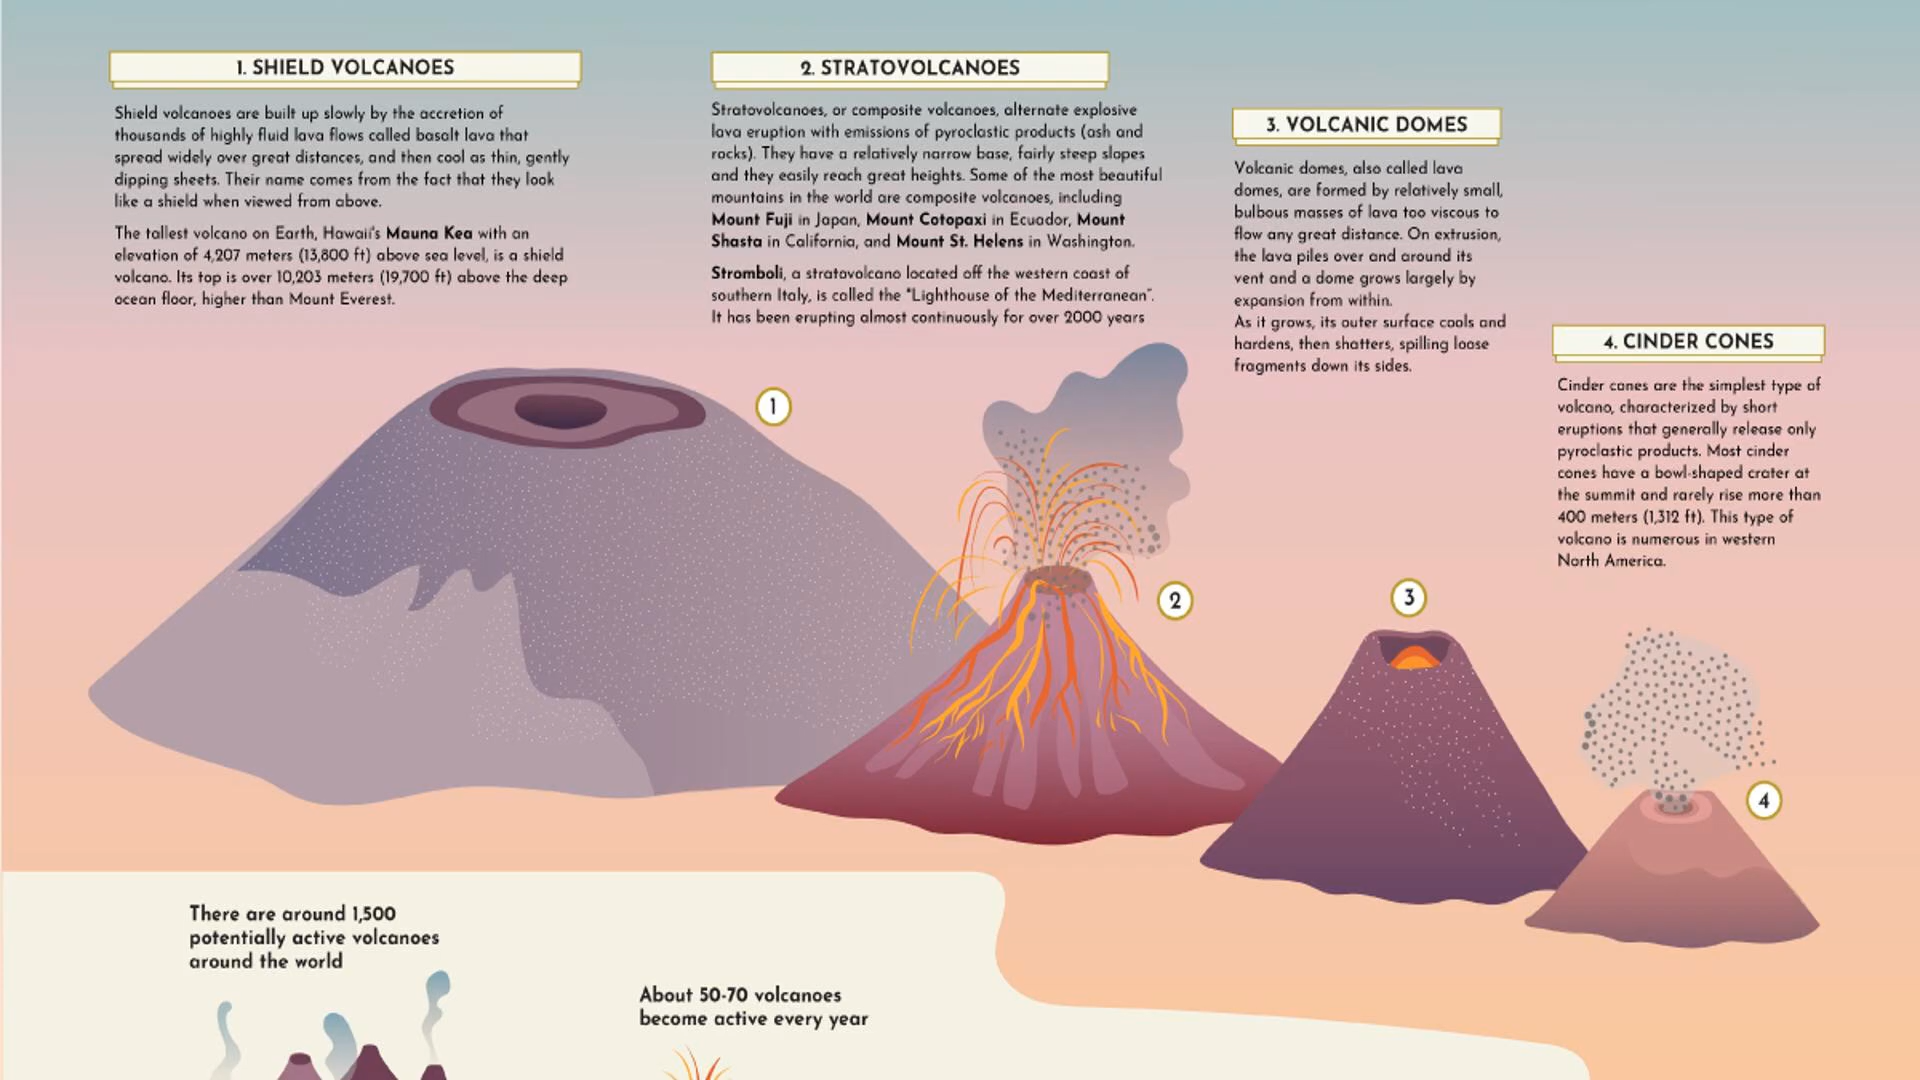 1. SHIELD VOLCANOES
Shield volcanoes are built up slowly by the accretion of
thousands of highly fluid lava flows called basalt lava that
spread widely over great distances, and then cool as thin, gently
dipping sheets. Their name comes from the fact that they look
like a shield when viewed from above.
The tallest volcano on Earth, Hawaii's Mauna Kea with an
elevation of 4,207 meters (13,800 ft) above sea level, is a shield
volcano. Its top is over 10,203 meters (19,700 ft) above the deep
ocean floor, higher than Mount Everest.
2. STRATOVOLCANOES
Stratovolcanoes, or composite volcanoes, alternate explosive
lava eruption with emissions of pyroclastic products (ash and
rocks). They have a relatively narrow base, fairly steep slopes
and they easily reach great heights. Some of the most beautiful
mountains in the world are composite volcanoes, including
Mount Fuji in Japan, Mount Cotopaxi in Ecuador, Mount
Shasta in California, and Mount St. Helens in Washington.
Stromboli, a stratovolcano located off the western coast of
southern Italy, is called the "Lighthouse of the Mediterranean".
It has been erupting almost continuously for over 2000 years
3. VOLCANIC DOMES
Volcanic domes, also called lava
domes, are formed by relatively small,
bulbous masses of lava too viscous to
flow any great distance. On extrusion,
the lava piles over and around its
vent and a dome grows largely by
expansion from within.
As it grows, its outer surface cools and
hardens, then shatters, spilling loose
fragments down its sides.
4. CINDER CONES
Cinder cones are the simplest type of
volcano, characterized by short
eruptions that generally release only
pyroclastic products. Most cinder
cones have a bowl-shaped crater at
the summit and rarely rise more than
400 meters (1,312 ft). This type of
volcano is numerous in western
North America.
1
2
3
4
There are around 1,500
potentially active volcanoes
around the world
About 50-70 volcanoes
become active every year